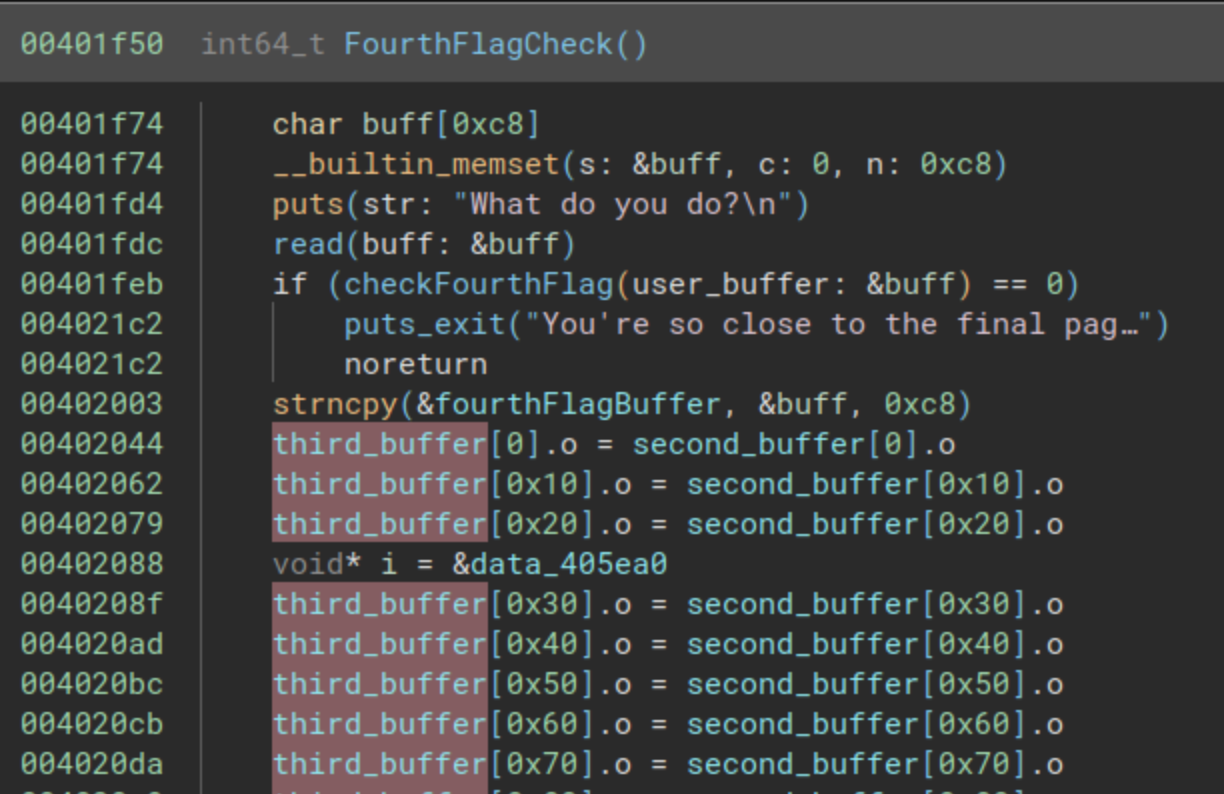 00401f50 int64_t FourthFlagCheck()
00401f74 char buff[0xc8]
00401f74 __builtin_memset(s: &buff, c: 0, n: 0xc8)
00401fd4 puts(str: "What do you do?\n")
00401fdc read(buff: &buff)
00401feb if (checkFourthFlag(user_buffer: &buff) == 0)
004021c2 puts_exit("You're so close to the final pag…")
004021c2 noreturn
00402003 strncpy(&fourthFlagBuffer, &buff, 0xc8)
00402044 third_buffer[0].o = second_buffer[0].o
00402062 third_buffer[0x10].o = second_buffer[0x10].o
00402079 third_buffer[0x20].o = second_buffer[0x20].o
00402088 void* i = &data_405ea0
0040208f third_buffer[0x30].o = second_buffer[0x30].o
004020ad third_buffer[0x40].o = second_buffer[0x40].o
004020bc third_buffer[0x50].o = second_buffer[0x50].o
004020cb third_buffer[0x60].o = second_buffer[0x60].o
004020da third_buffer[0x70].o = second_buffer[0x70].o